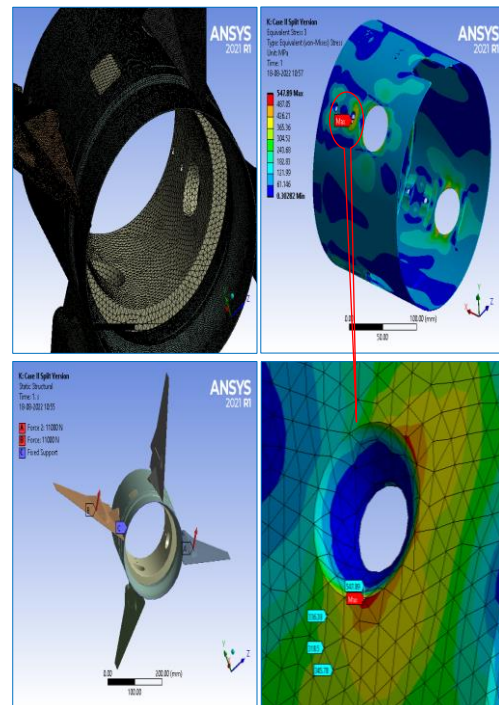 ANSYS
2021 R1
K: Case II Split Version
Equivalent Stress 3
Type: Equivalent (von-Mises) Stress
Unit: MPa
Time: 1
18-08-2022 10:57
547.89 Max
487.05
426.21
365.36
304.52
243.68
182.83
121.99
61.146
0.30282 Min
ANSYS
2021 R1
Max
0.00
100.00 (mm)
50.00
Y
X
Z
K: Case II Split Version
Static Structural
Time: 1. s
18-08-2022 10:55
A Force 2: 11000 N
B Force: 11000 N
C Fixed Support
ANSYS
2021 R1
B
C
A
0.00
200.00 (mm)
100.00
Y
Z
547.89
Max